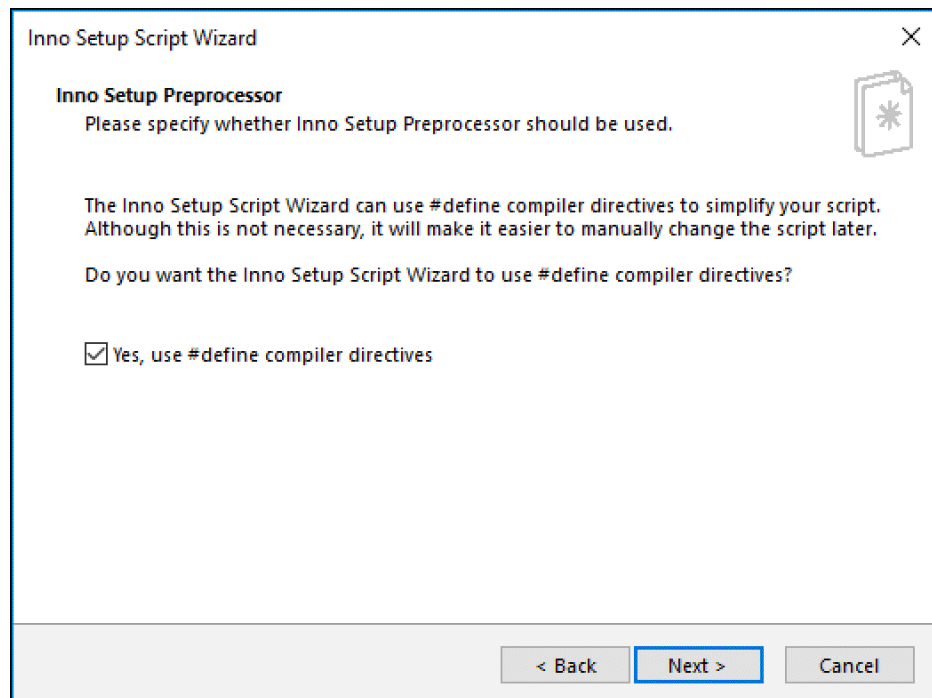 Inno Setup Script Wizard
Inno Setup Preprocessor
Please specify whether Inno Setup Preprocessor should be used.
The Inno Setup Script Wizard can use #define compiler directives to simplify your script.
Although this is not necessary, it will make it easier to manually change the script later.
Do you want the Inno Setup Script Wizard to use #define compiler directives?
Yes, use #define compiler directives
< Back Next > Cancel